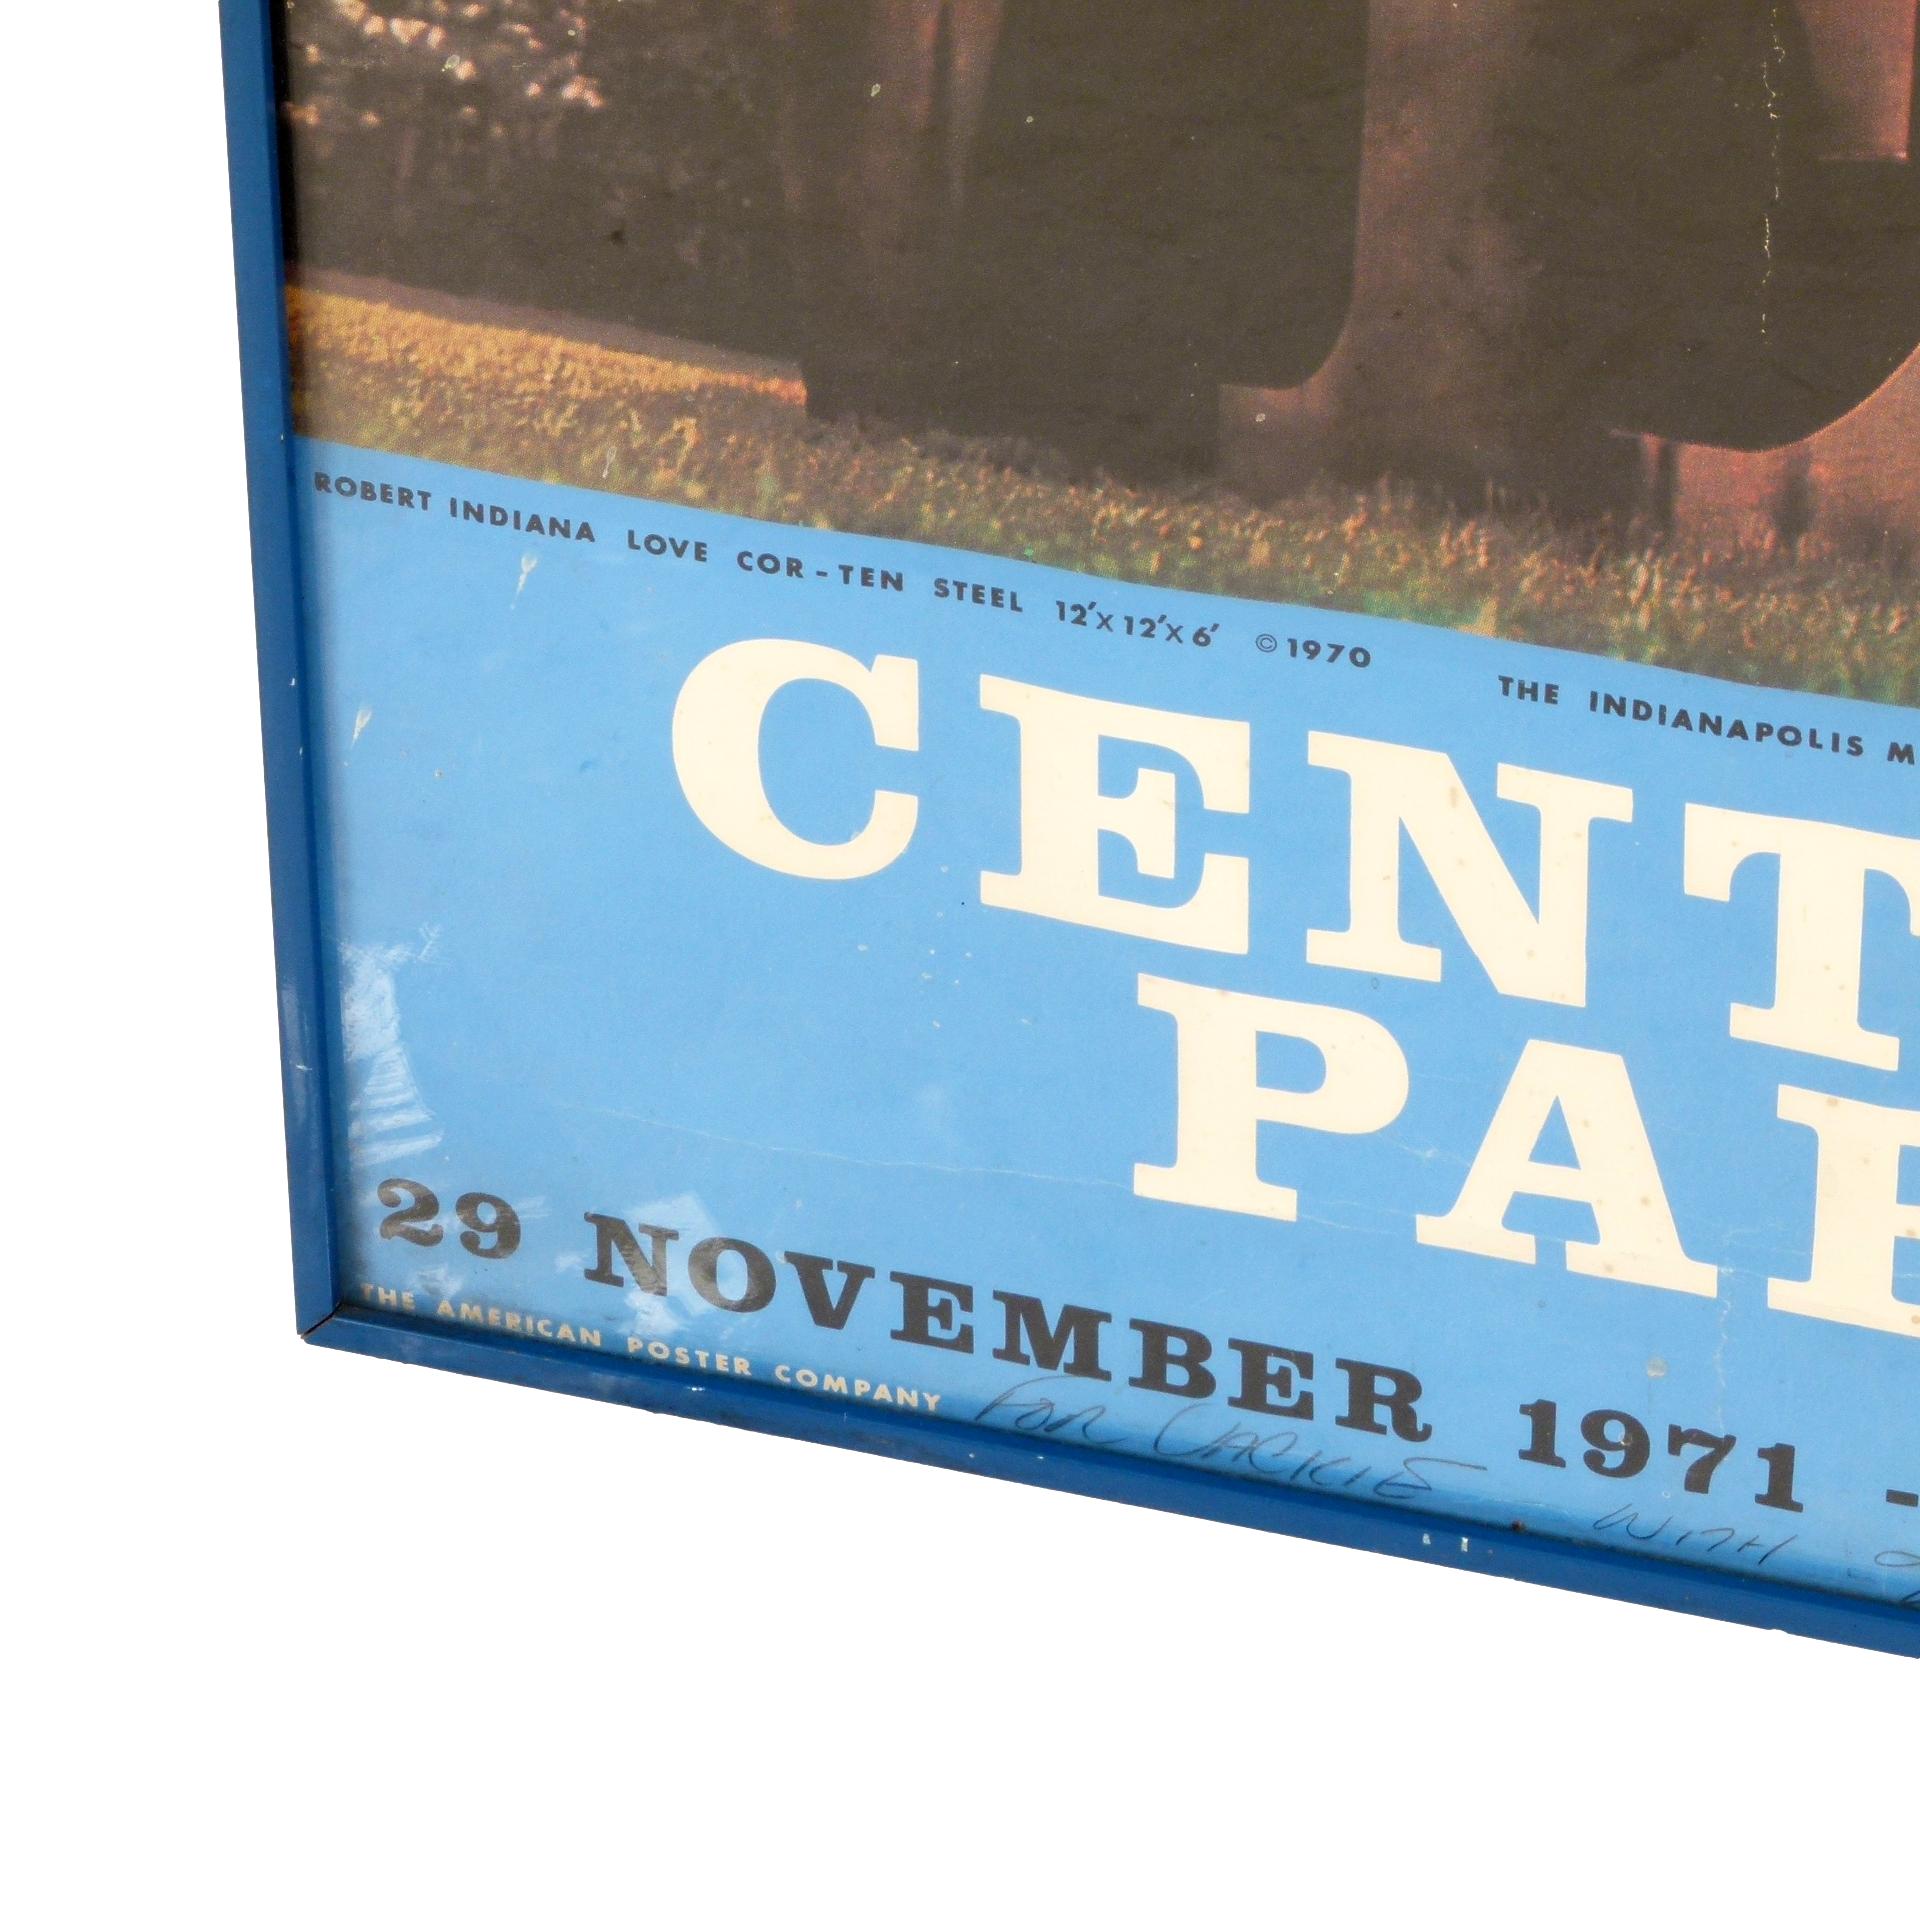 ROBERT INDIANA LOVE COR-TEN STEEL 12'X12'X6' ©1970 THE INDIANAPOLIS M
CENT
PAR
29 NOVEMBER 1971 -
THE AMERICAN POSTER COMPANY
FOR JACKIE
WITH